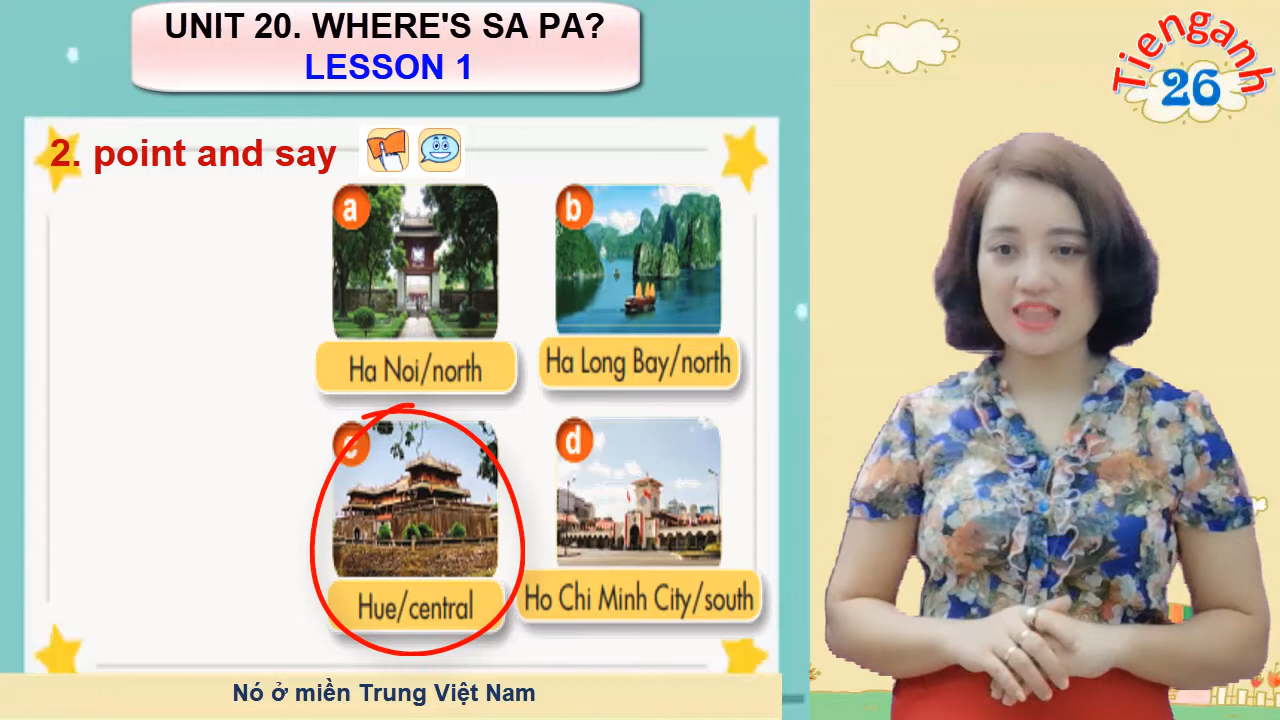 UNIT 20. WHERE'S SA PA?
LESSON 1
Tienganh
26
2. point and say
a
b
Ha Noi/north
Ha Long Bay/north
c
d
Hue/central
Ho Chi Minh City/south
Nó ở miền Trung Việt Nam